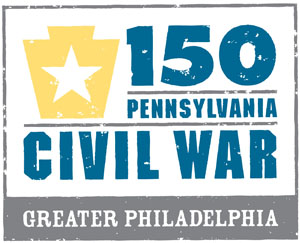 150
PENNSYLVANIA
CIVIL WAR
GREATER PHILADELPHIA